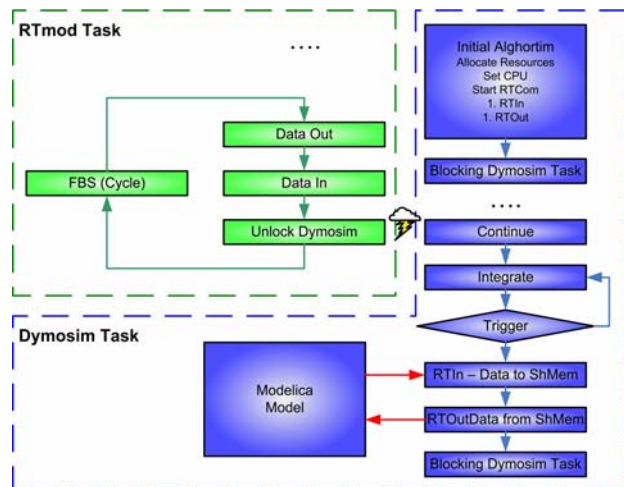 RTmod Task
....
Data Out
Data In
Unlock Dymosim
FBS (Cycle)
Initial Alghortim
Allocate Resources
Set CPU
Start RTCom
1. RTIn
1. RTOut
Blocking Dymosim Task
....
Continue
Integrate
Trigger
Dymosim Task
Modelica
Model
RTIn – Data to ShMem
RTOutData from ShMem
Blocking Dymosim Task